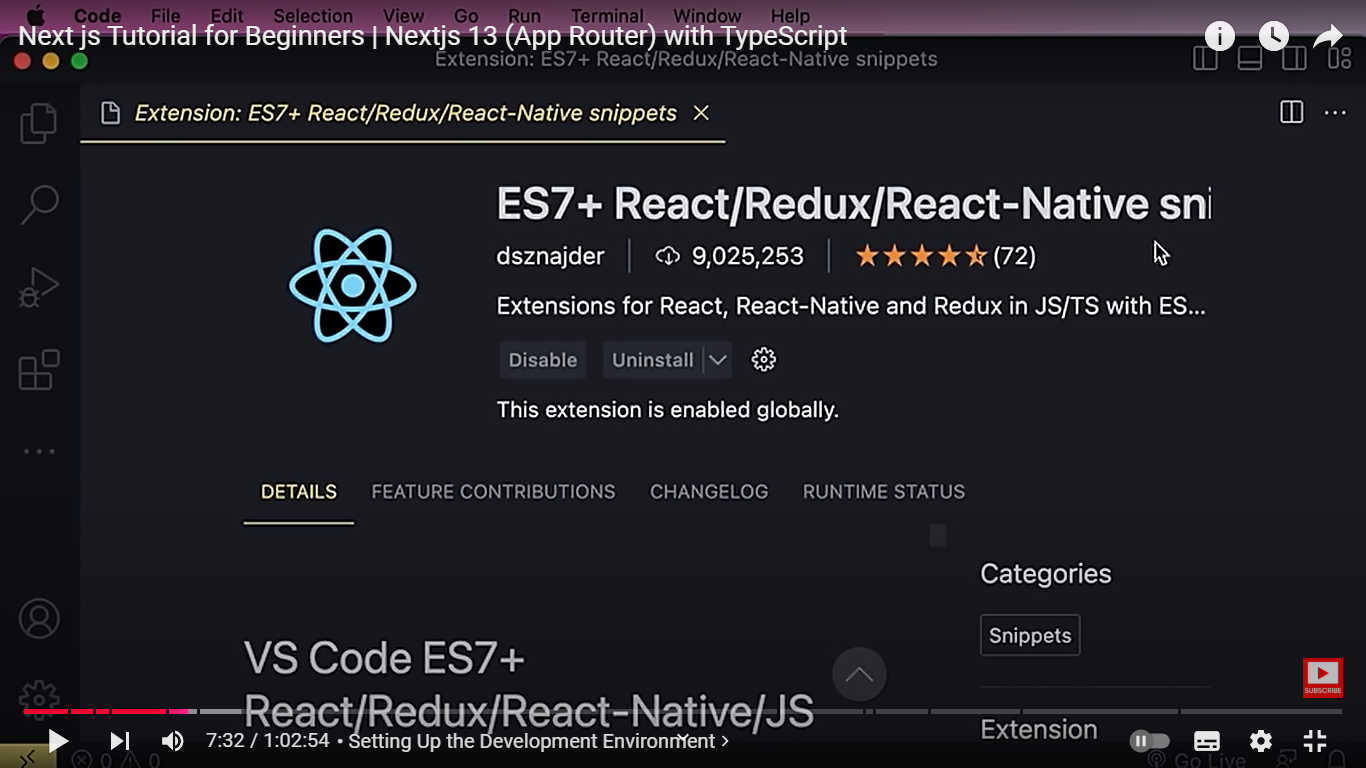 Code File Edit Selection View Go Run Terminal Window Help
Next js Tutorial for Beginners | Nextjs 13 (App Router) with TypeScript
Extension: ES7+ React/Redux/React-Native snippets
Extension: ES7+ React/Redux/React-Native snippets
ES7+ React/Redux/React-Native sni
dsznajder 9,025,253 (72)
Extensions for React, React-Native and Redux in JS/TS with ES...
Disable Uninstall
This extension is enabled globally.
DETAILS FEATURE CONTRIBUTIONS CHANGELOG RUNTIME STATUS
Categories
Snippets
VS Code ES7+
React/Redux/React-Native/JS
SUBSCRIBE
Extension
7:32 / 1:02:54 • Setting Up the Development Environment
0 0 Go Live